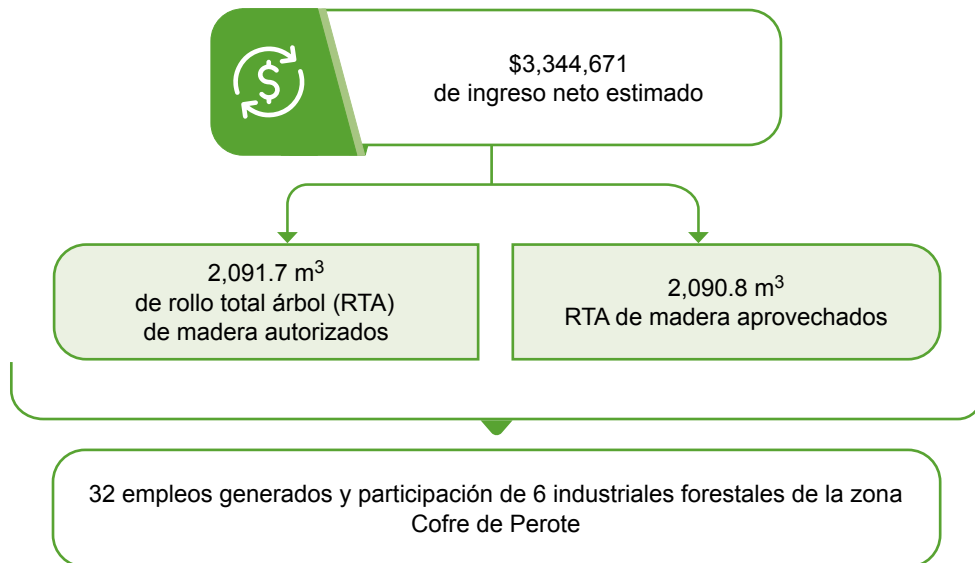 $3,344,671
de ingreso neto estimado
2,091.7 m³
de rollo total árbol (RTA)
de madera autorizados
2,090.8 m³
RTA de madera aprovechados
32 empleos generados y participación de 6 industriales forestales de la zona
Cofre de Perote